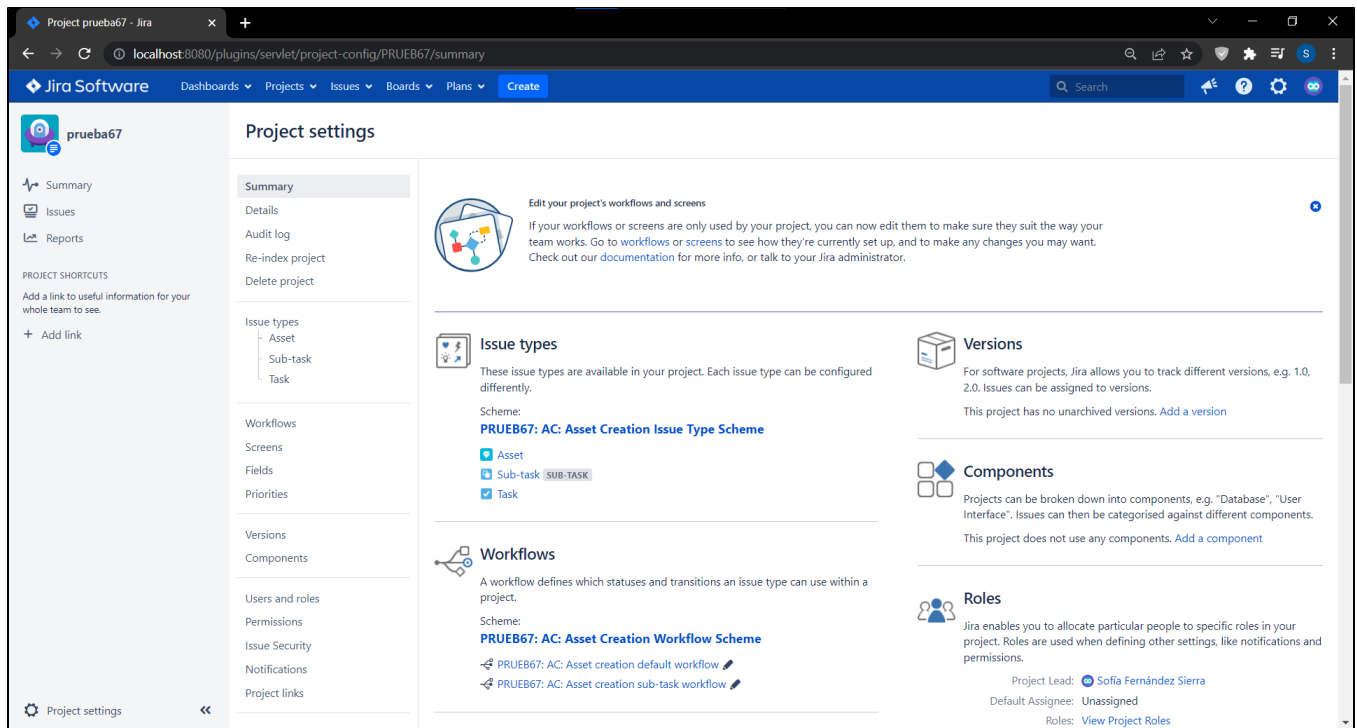 Project prueba67 - Jira
localhost:8080/plugins/servlet/project-config/PRUEB67/summary
S
Jira Software
Dashboards
Projects
Issues
Boards
Plans
Create
Search
prueba67
Summary
Issues
Reports
PROJECT SHORTCUTS
Add a link to useful information for your
whole team to see.
+ Add link
Project settings
Project settings
Summary
Details
Audit log
Re-index project
Delete project
Issue types
Asset
Sub-task
Task
Workflows
Screens
Fields
Priorities
Versions
Components
Users and roles
Permissions
Issue Security
Notifications
Project links
Edit your project's workflows and screens
If your workflows or screens are only used by your project, you can now edit them to make sure they suit the way your
team works. Go to workflows or screens to see how they're currently set up, and to make any changes you may want.
Check out our documentation for more info, or talk to your Jira administrator.
Issue types
These issue types are available in your project. Each issue type can be configured
differently.
Scheme:
PRUEB67: AC: Asset Creation Issue Type Scheme
Asset
Sub-task SUB-TASK
Task
Workflows
A workflow defines which statuses and transitions an issue type can use within a
project.
Scheme:
PRUEB67: AC: Asset Creation Workflow Scheme
PRUEB67: AC: Asset creation default workflow
PRUEB67: AC: Asset creation sub-task workflow
Versions
For software projects, Jira allows you to track different versions, e.g. 1.0,
2.0. Issues can be assigned to versions.
This project has no unarchived versions. Add a version
Components
Projects can be broken down into components, e.g. "Database", "User
Interface". Issues can then be categorised against different components.
This project does not use any components. Add a component
Roles
Jira enables you to allocate particular people to specific roles in your
project. Roles are used when defining other settings, like notifications and
permissions.
Project Lead: Sofía Fernández Sierra
Default Assignee: Unassigned
Roles: View Project Roles